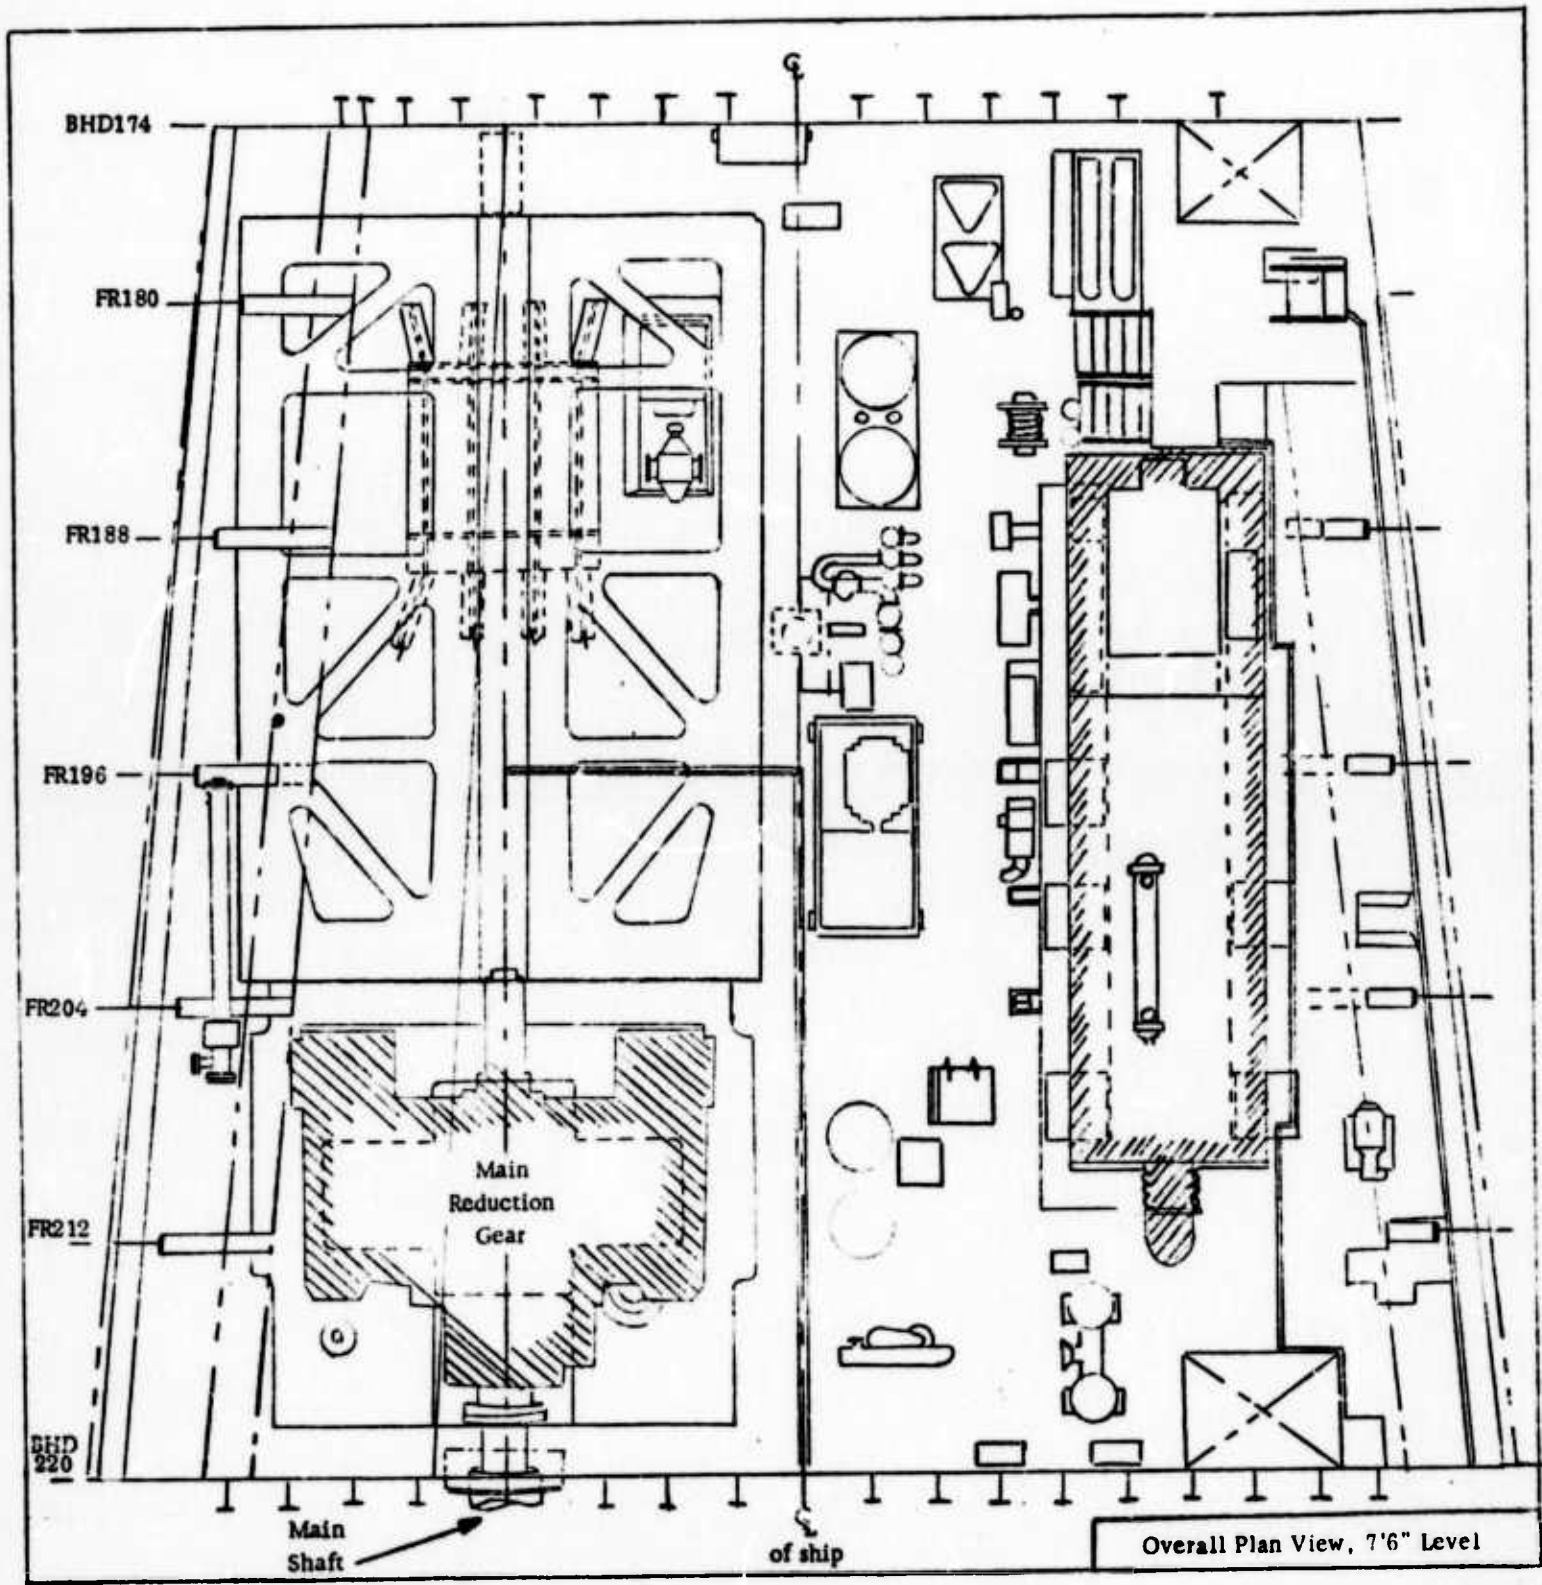 ℄
BHD174
FR180
FR188
FR196
FR204
Main
Reduction
Gear
FR212
BHD
220
Main
Shaft
℄
of ship
Overall Plan View, 7'6" Level